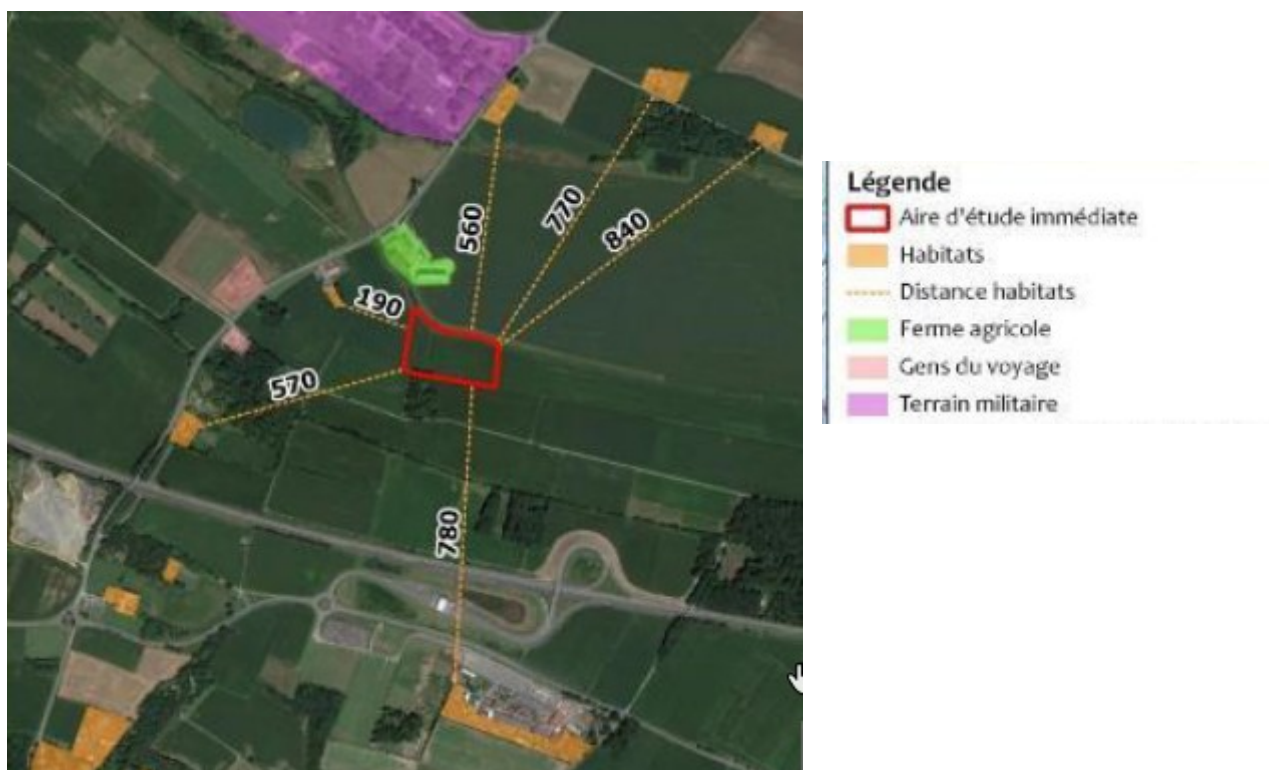 560
770
840
190
570
780
Légende
Aire d'étude immédiate
Habitats
Distance habitats
Ferme agricole
Gens du voyage
Terrain militaire